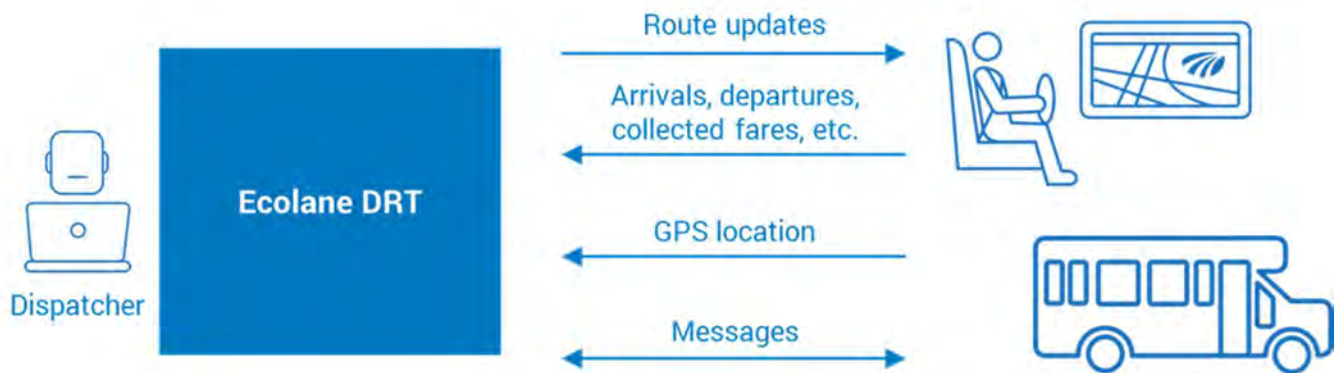 Route updates
Arrivals, departures,
collected fares, etc.
Ecolane DRT
GPS location
Dispatcher
Messages